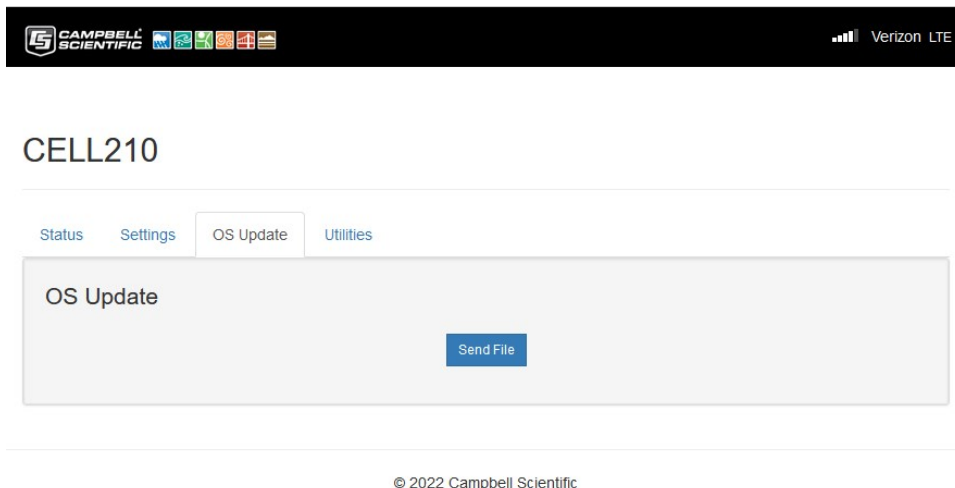 CAMPBELL
SCIENTIFIC
Verizon LTE
CELL210
Status Settings OS Update Utilities
OS Update
Send File
© 2022 Campbell Scientific